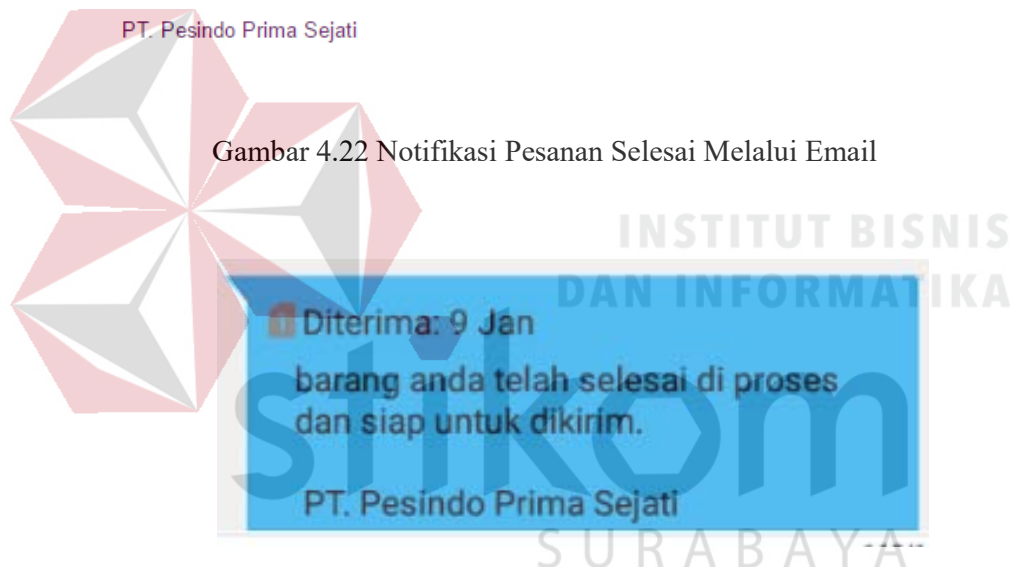 PT. Pesindo Prima Sejati
Gambar 4.22 Notifikasi Pesanan Selesai Melalui Email
INSTITUT BISNIS
DAN INFORMATIKA
Diterima: 9 Jan
barang anda telah selesai di proses
dan siap untuk dikirim.
stikom
PT. Pesindo Prima Sejati
SURABAYA